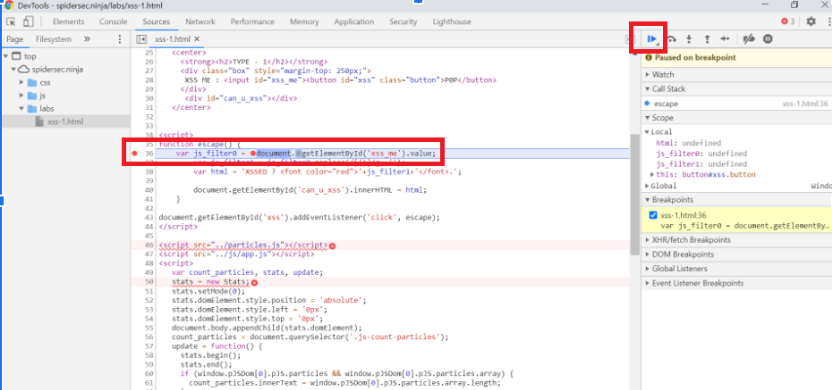 DevTools - spidersec.ninja/labs/xss-1.html
Elements Console Sources Network Performance Memory Application Security Lighthouse 3
Page Filesystem » xss-1.html ×
top
spidersec.ninja
css
js
labs
xss-1.html
25
26 <center>
27 <strong><h2>TYPE - 1</h2></strong>
28 <div class="box" style="margin-top: 250px;">
29 XSS ME : <input id="xss_me"><button id="xss" class="button">P0P</button>
30 </div>
31 <div id="can_u_xss"></div>
32 </center>
33
34 <script>
35 function escape() {
36 var js_filter0 = document.getElementById('xss_me').value;
38 var html = 'XSSED ? <font color="red">'+js_filter1+'</font>.';
39
40 document.getElementById('can_u_xss').innerHTML = html;
41 }
42
43 document.getElementById('xss').addEventListener('click', escape);
44 </script>
45
46 <script src="../particles.js"></script>
47 <script src="../js/app.js"></script>
48 <script>
49 var count_particles, stats, update;
50 stats = new Stats;
51 stats.setMode(0);
52 stats.domElement.style.position = 'absolute';
53 stats.domElement.style.left = '0px';
54 stats.domElement.style.top = '0px';
55 document.body.appendChild(stats.domElement);
56 count_particles = document.querySelector('.js-count-particles');
57 update = function() {
58 stats.begin();
59 stats.end();
60 if (window.pJSDom[0].pJS.particles && window.pJSDom[0].pJS.particles.array) {
61 count_particles.innerText = window.pJSDom[0].pJS.particles.array.length;
Paused on breakpoint
Watch
Call Stack
escape xss-1.html:36
Scope
Local
html: undefined
js_filter0: undefined
js_filter1: undefined
this: button#xss.button
Global Windo
Breakpoints
xss-1.html:36
var js_filter0 = document.getElementBy…
XHR/fetch Breakpoints
DOM Breakpoints
Global Listeners
Event Listener Breakpoints